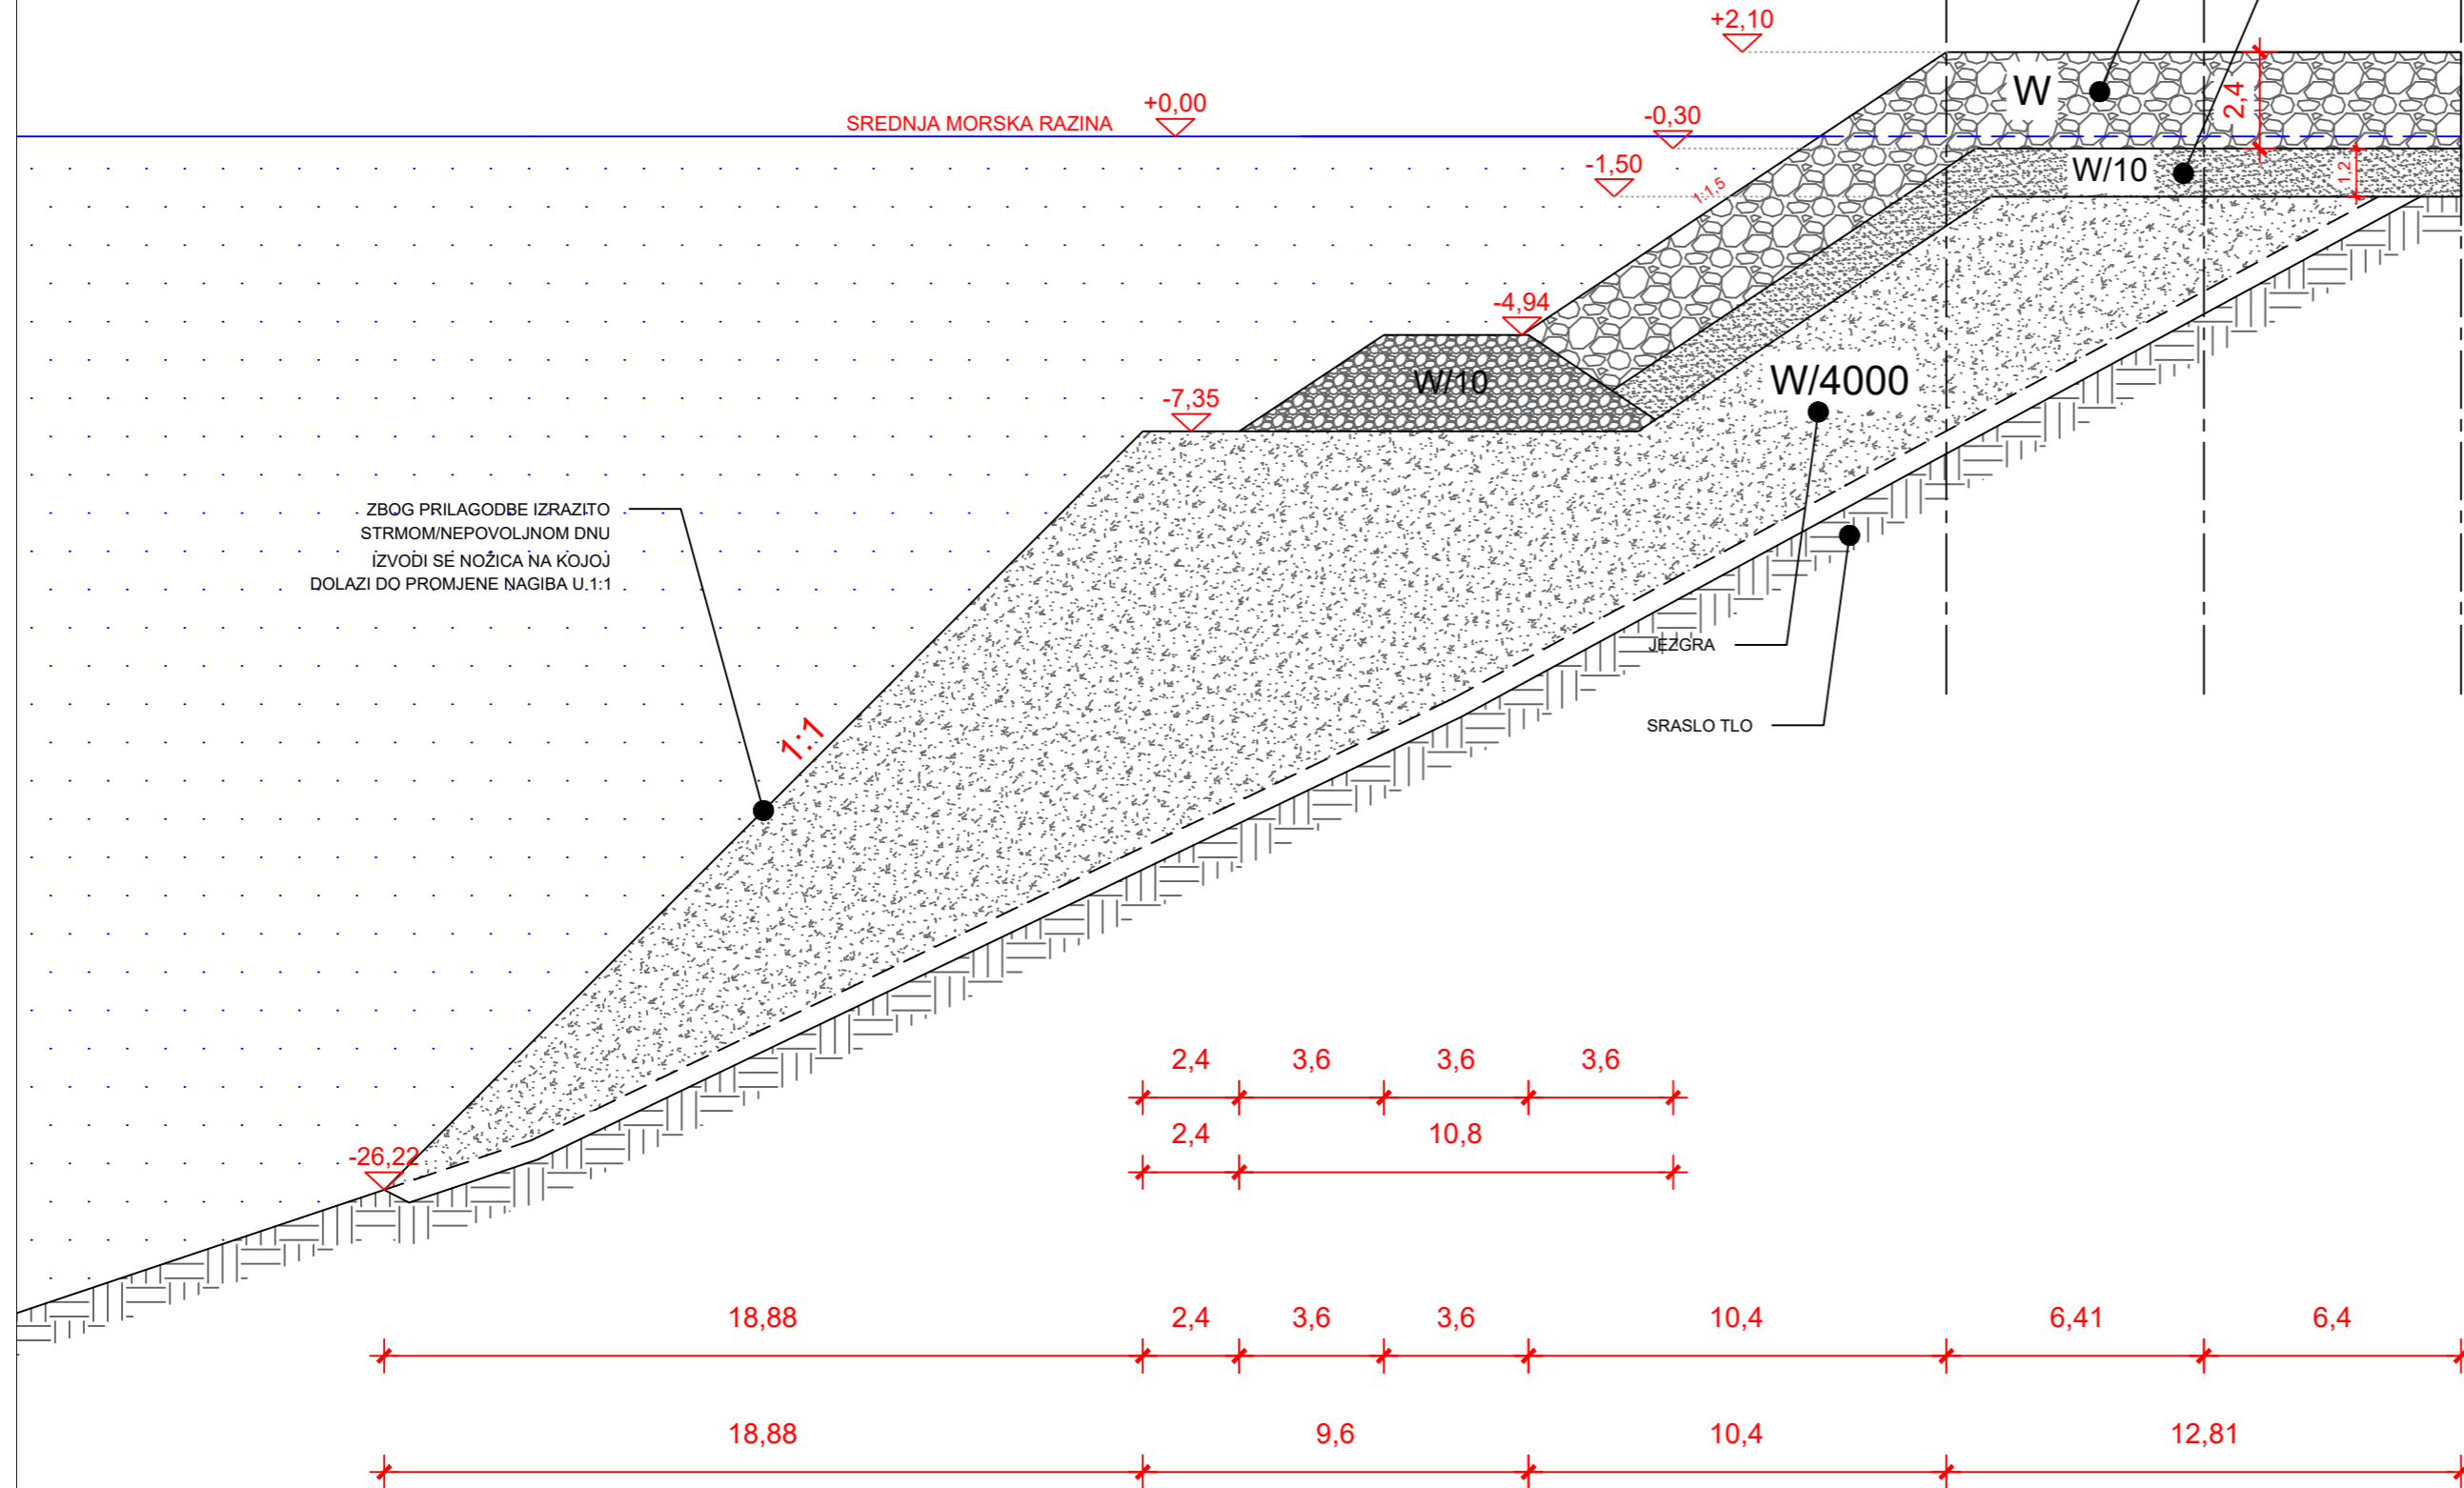 +2,10
+0,00
SREDNJA MORSKA RAZINA
-0,30
-1,50
1:1,5
W
2,4
W/10
1,2
-4,94
W/10
-7,35
W/4000
ZBOG PRILAGODBE IZRAZITO
STRMOM/NEPOVOLJNOM DNU
IZVODI SE NOŽICA NA KOJOJ
DOLAZI DO PROMJENE NAGIBA U 1:1
1:1
JEZGRA
SRASLO TLO
-26,22
2,4 3,6 3,6 3,6
2,4 10,8
18,88 2,4 3,6 3,6 10,4 6,41 6,4
18,88 9,6 10,4 12,81